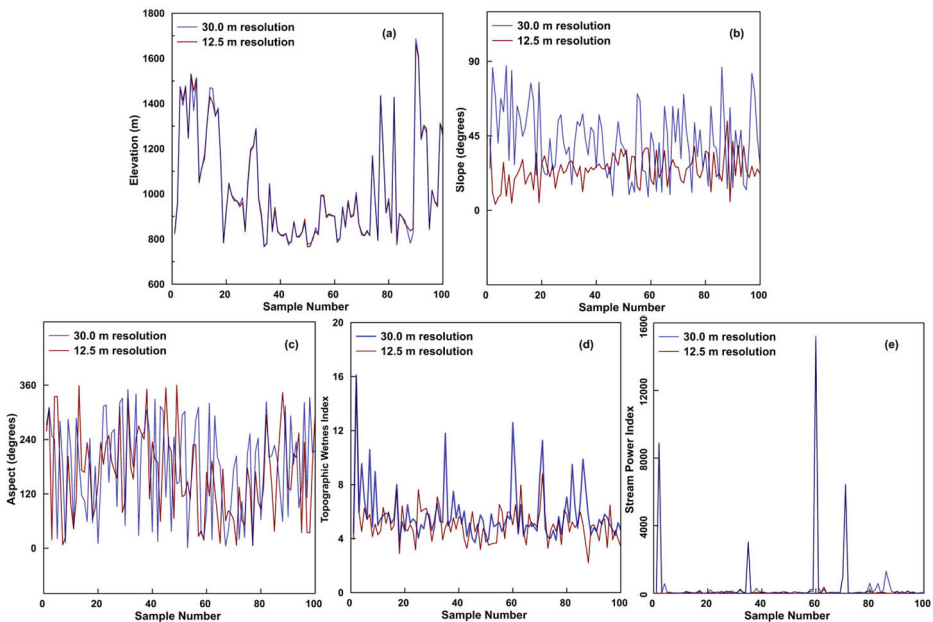 1800
30.0 m resolution
12.5 m resolution
(a)
1600
1400
1200
1000
800
600
Elevation (m)
0 20 40 60 80 100
Sample Number
30.0 m resolution
12.5 m resolution
(b)
90
45
0
Slope (degrees)
0 20 40 60 80 100
Sample Number
30.0 m resolution
12.5 m resolution
(c)
360
240
120
0
Aspect (degrees)
0 20 40 60 80 100
Sample Number
20
30.0 m resolution
12.5 m resolution
(d)
16
12
8
4
0
Topographic Wetness Index
0 20 40 60 80 100
Sample Number
1600
30.0 m resolution
12.5 m resolution
(e)
12000
8000
4000
0
Stream Power Index
0 20 40 60 80 100
Sample Number